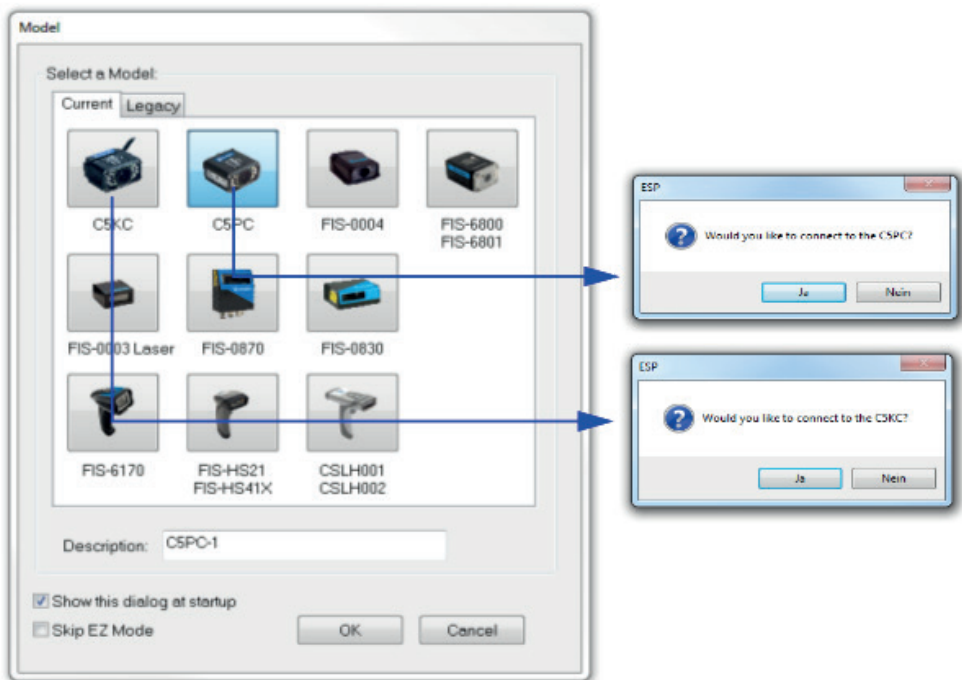 Model
Select a Model:
Current
Legacy
C5KC
C5PC
FIS-0004
FIS-6800
FIS-6801
FIS-0003 Laser
FIS-0870
FIS-0830
FIS-6170
FIS-HS21
FIS-HS41X
CSLH001
CSLH002
Description:
C5PC-1
Show this dialog at startup
Skip EZ Mode
OK
Cancel
ESP
Would you like to connect to the C5PC?
Ja
Nein
ESP
Would you like to connect to the C5KC?
Ja
Nein